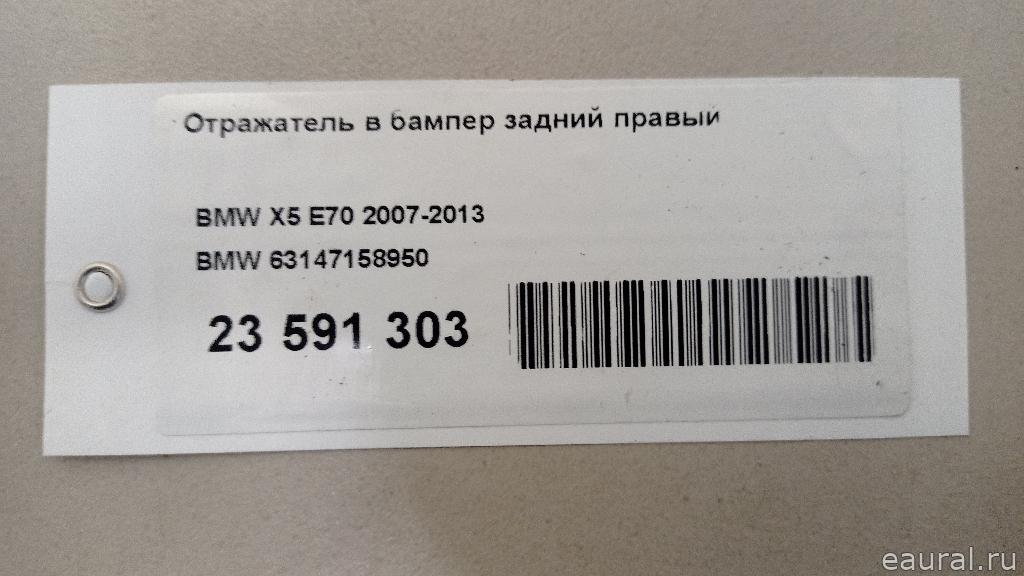 Отражатель в бампер задний правый
BMW X5 E70 2007-2013
BMW 63147158950
23 591 303
eaural.ru